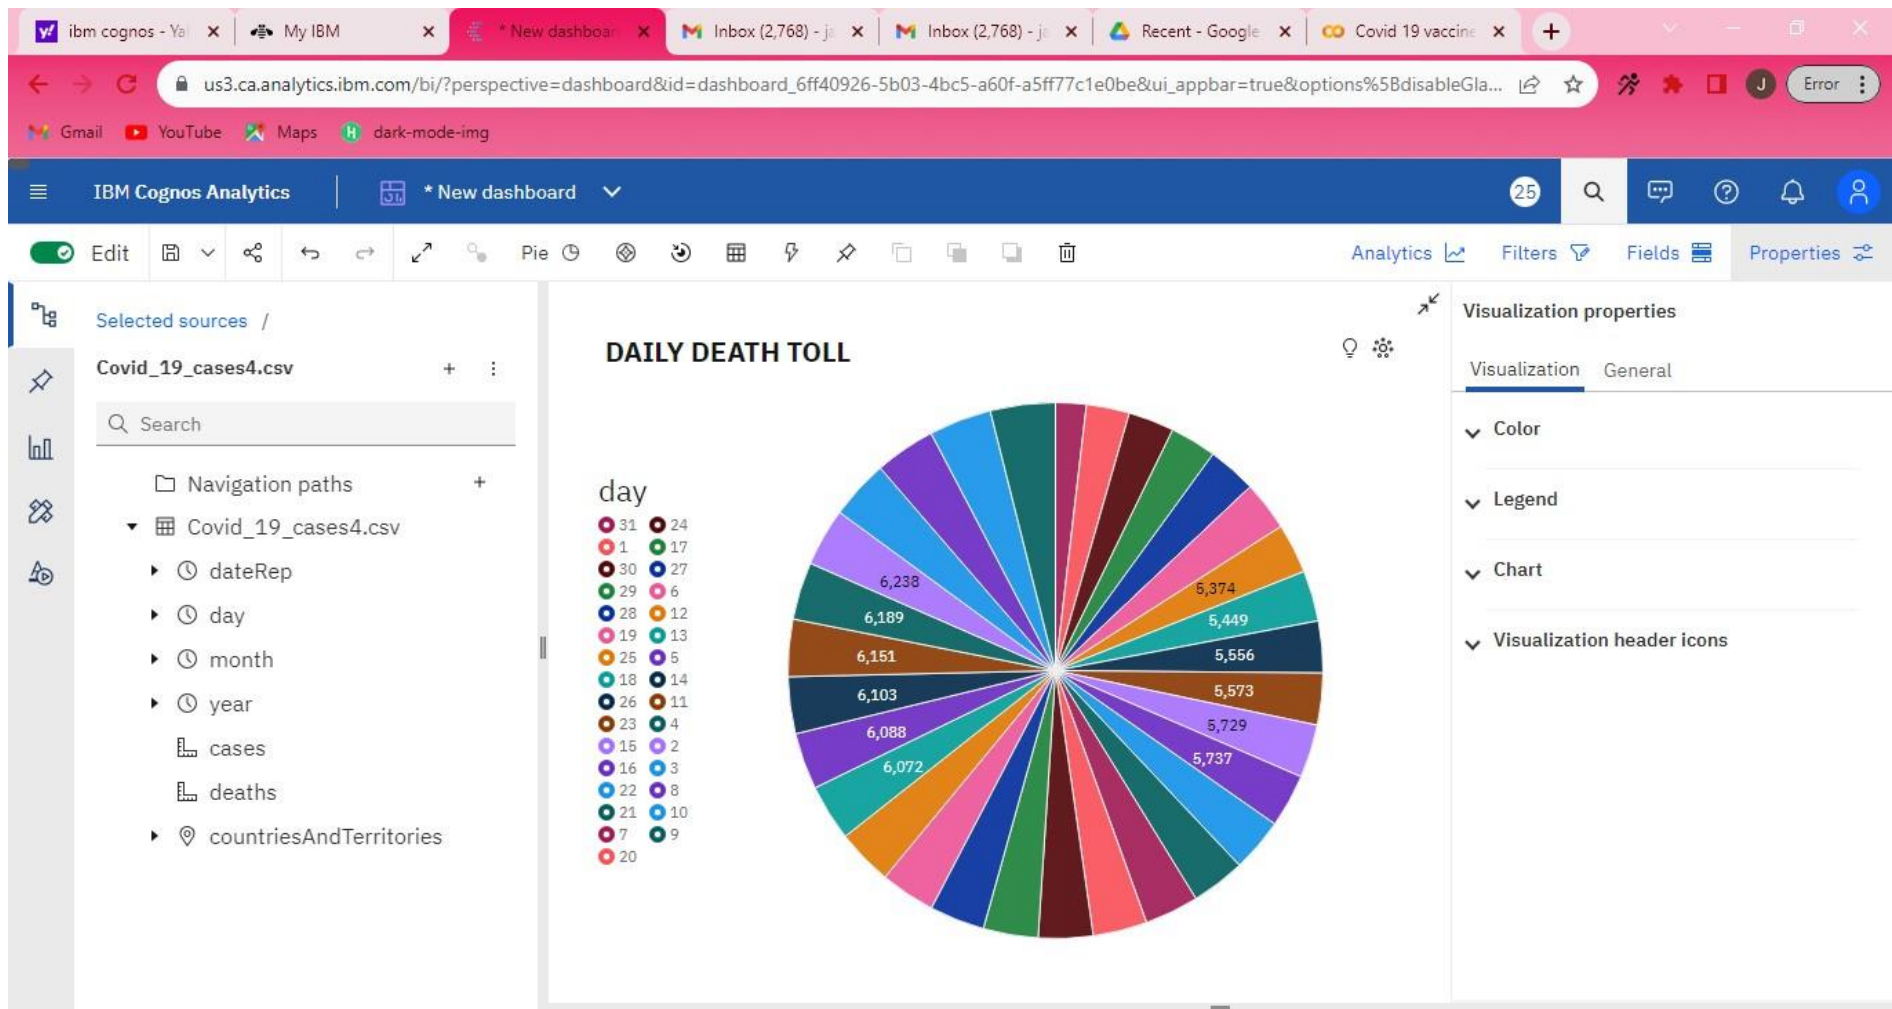 ibm cognos - Ya
My IBM
* New dashboar
Inbox (2,768) - ja
Inbox (2,768) - ja
Recent - Google
Covid 19 vaccine
us3.ca.analytics.ibm.com/bi/?perspective=dashboard&id=dashboard_6ff40926-5b03-4bc5-a60f-a5ff77c1e0be&ui_appbar=true&options%5BdisableGla...
J
Error
Gmail
YouTube
Maps
dark-mode-img
IBM Cognos Analytics
* New dashboard
25
Edit
Pie
Analytics
Filters
Fields
Properties
Selected sources /
Covid_19_cases4.csv
Search
Navigation paths
Covid_19_cases4.csv
dateRep
day
month
year
cases
deaths
countriesAndTerritories
DAILY DEATH TOLL
day
31 24
1 17
30 27
29 6
28 12
19 13
25 5
18 14
26 11
23 4
15 2
16 3
22 8
21 10
7 9
20
6,238
6,189
6,151
6,103
6,088
6,072
5,374
5,449
5,556
5,573
5,729
5,737
Visualization properties
Visualization
General
Color
Legend
Chart
Visualization header icons